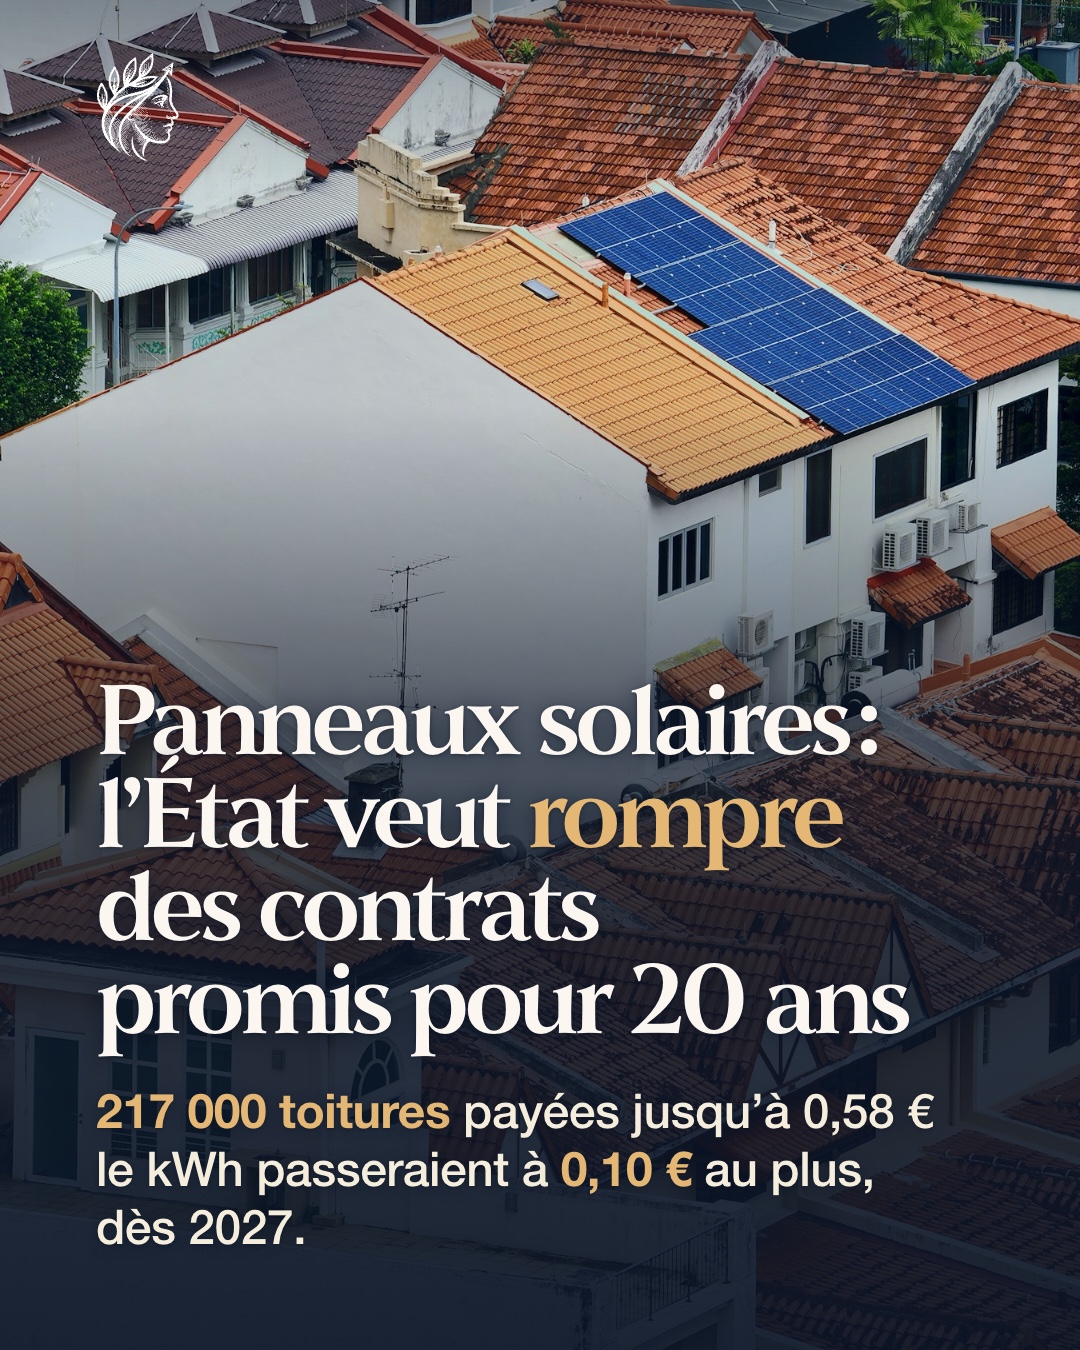 Panneaux solaires:
l’État veut rompre
des contrats
promis pour 20 ans
217 000 toitures payées jusqu’à 0,58 €
le kWh passeraient à 0,10 € au plus,
dès 2027.